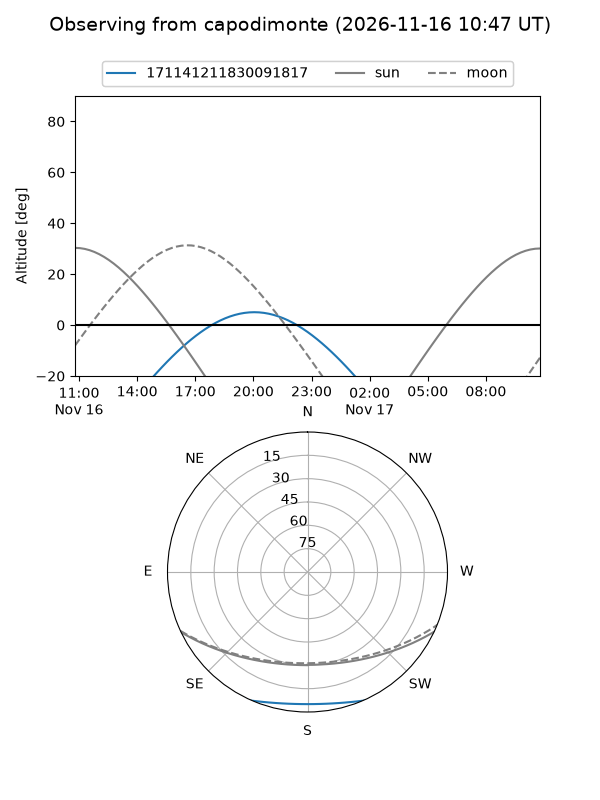 Observing from capodimonte (2026-11-16 10:47 UT)
171141211830091817 sun moon
Altitude [deg]
80
60
40
20
0
−20
11:00 14:00 17:00 20:00 23:00 02:00 05:00 08:00
Nov 16 Nov 17
N
NE NW
15
30
45
60
75
E W
SE SW
S